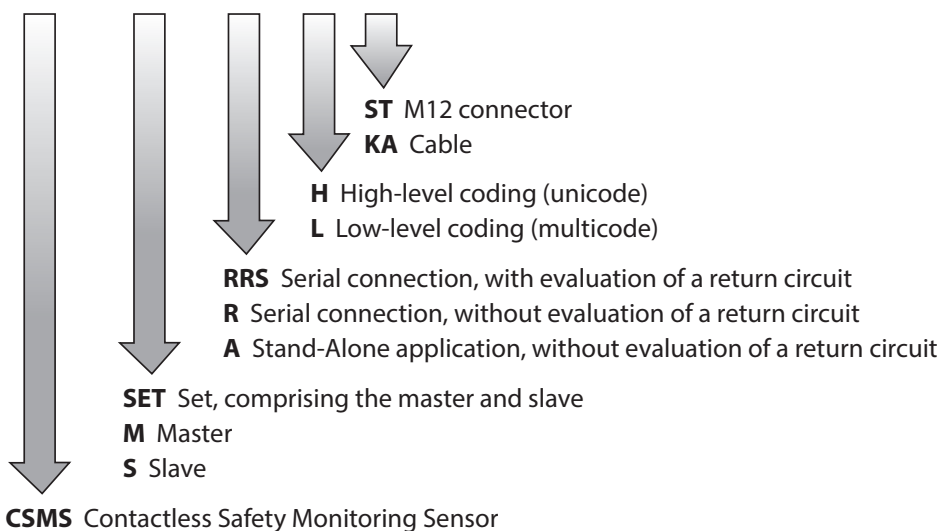 ST M12 connector
KA Cable
H High-level coding (unicode)
L Low-level coding (multicode)
RRS Serial connection, with evaluation of a return circuit
R Serial connection, without evaluation of a return circuit
A Stand-Alone application, without evaluation of a return circuit
SET Set, comprising the master and slave
M Master
S Slave
CSMS Contactless Safety Monitoring Sensor